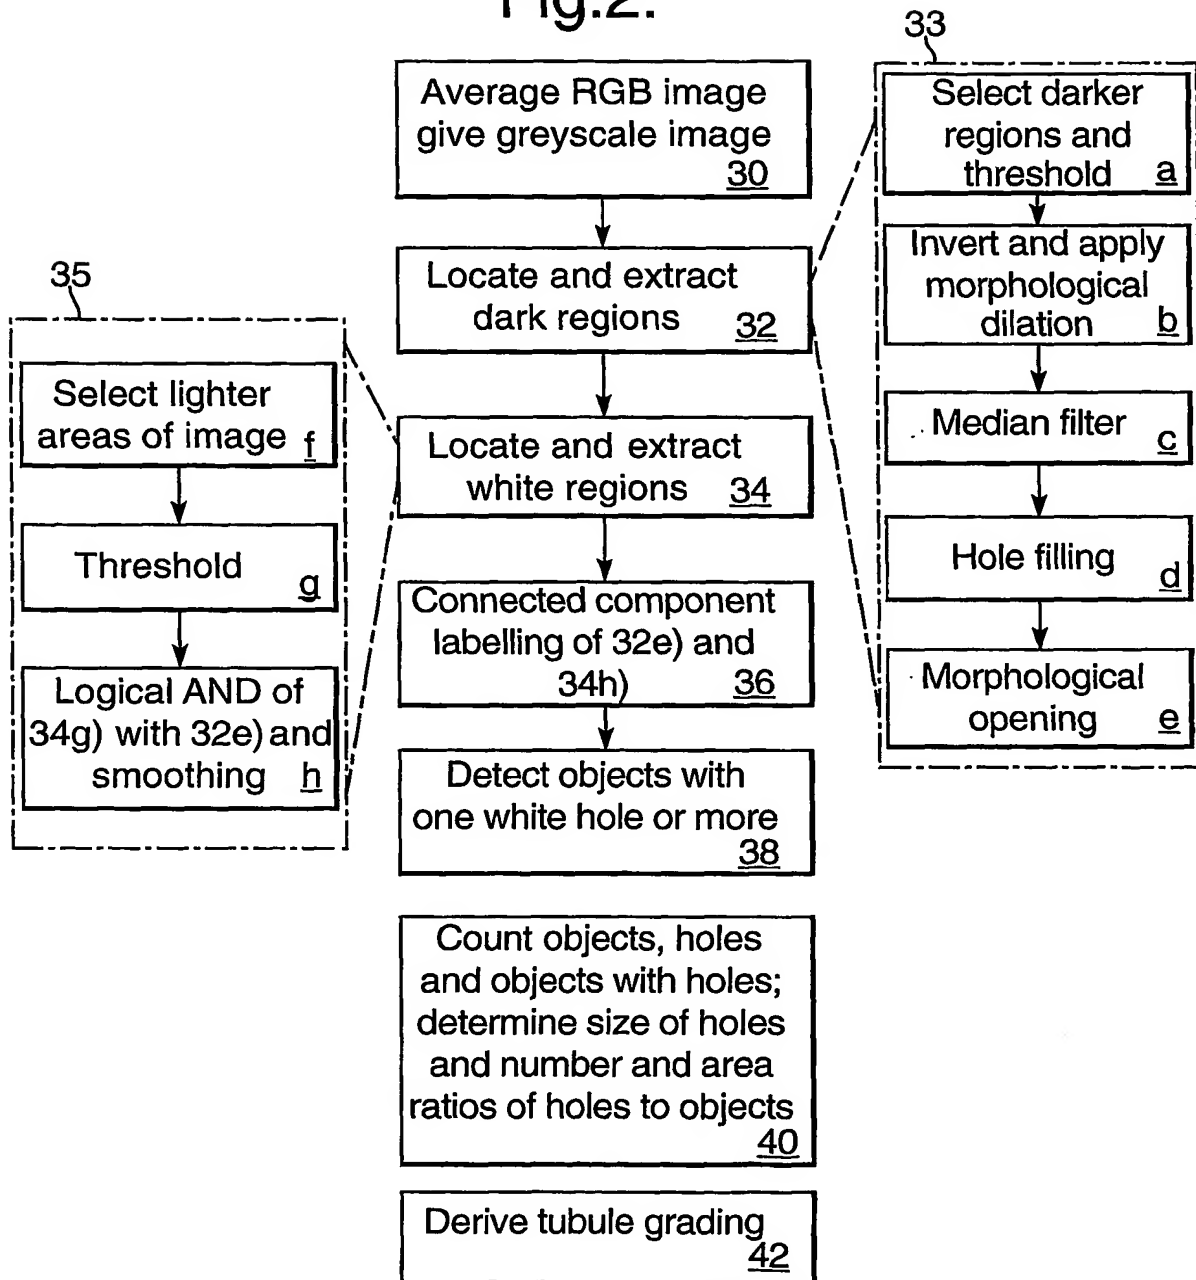 Fig.2.
33
Average RGB image
give greyscale image
30
Select darker
regions and
threshold a
Locate and extract
dark regions 32
Invert and apply
morphological
dilation b
35
Select lighter
areas of image f
Median filter c
Locate and extract
white regions 34
Threshold g
Hole filling d
Connected component
labelling of 32e) and
34h) 36
Logical AND of
34g) with 32e) and
smoothing h
Morphological
opening e
Detect objects with
one white hole or more
38
Count objects, holes
and objects with holes;
determine size of holes
and number and area
ratios of holes to objects
40
Derive tubule grading
42